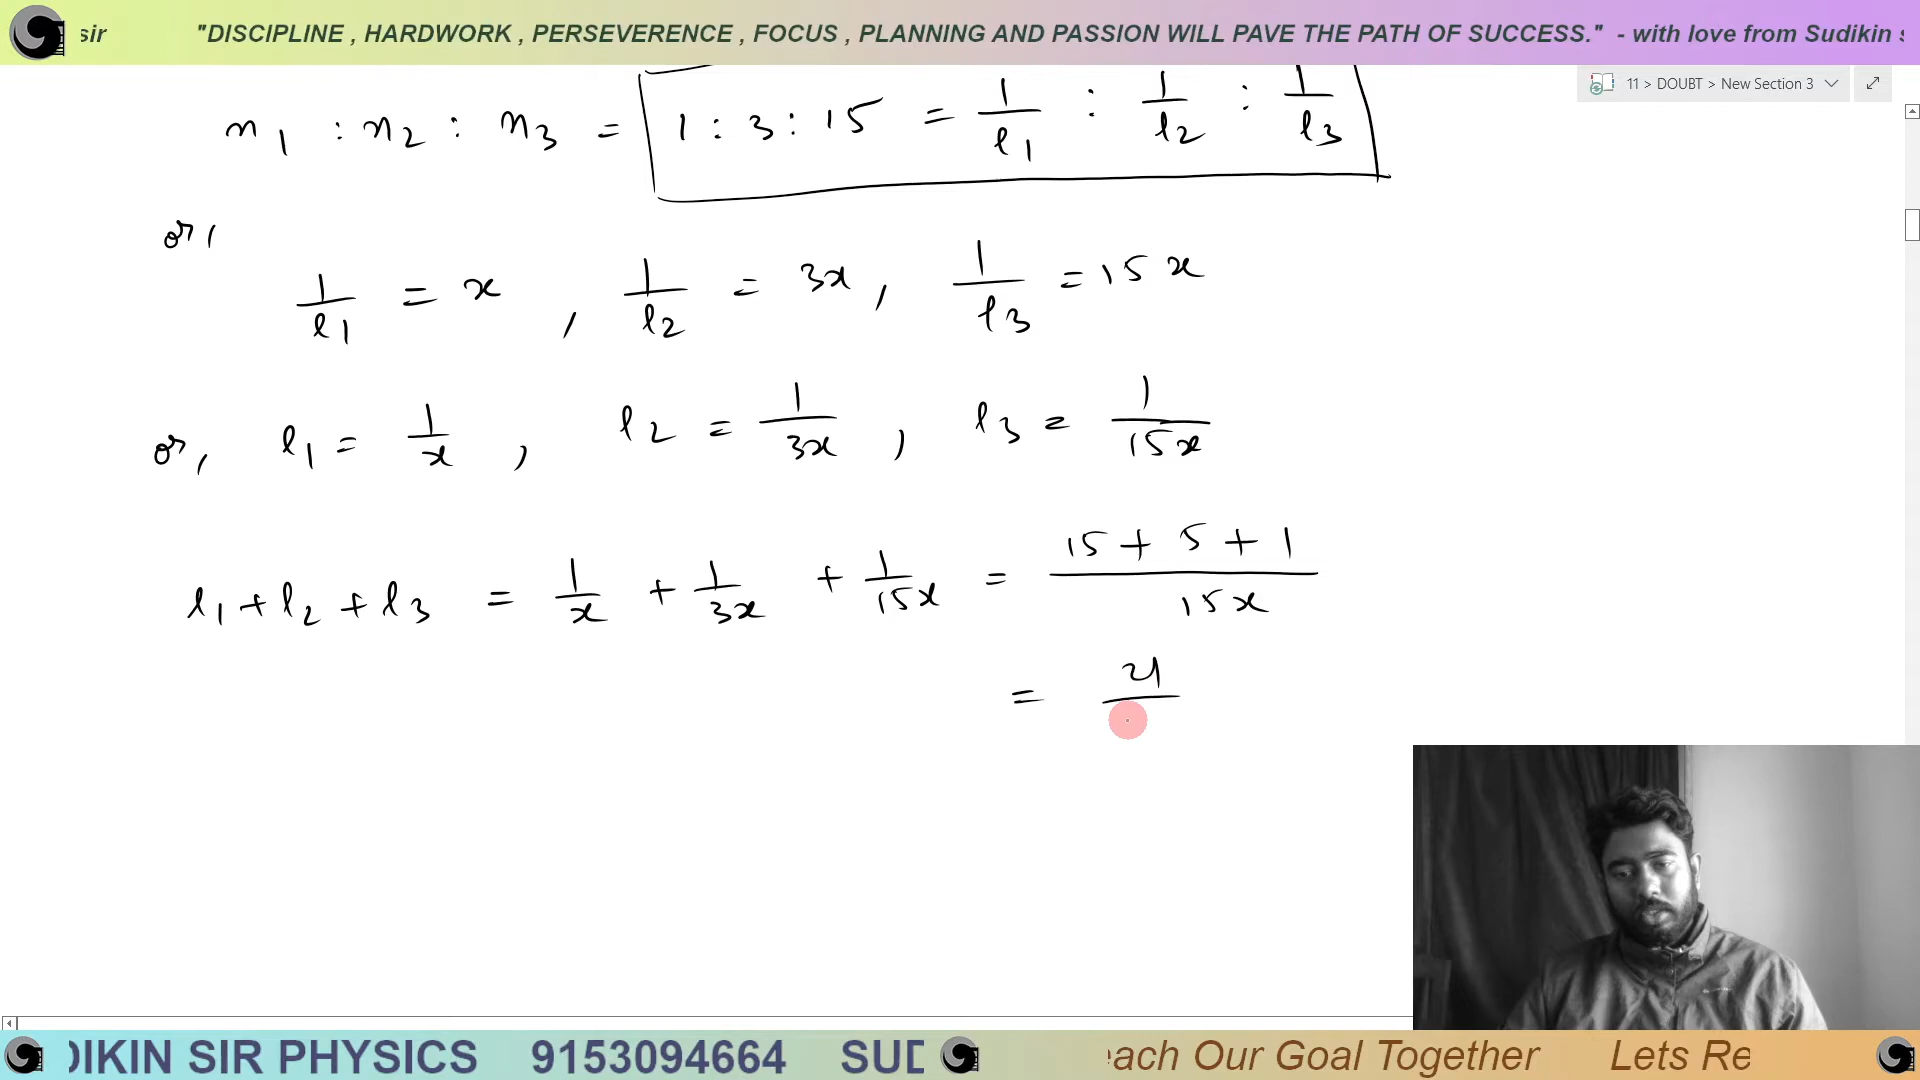 sir "DISCIPLINE , HARDWORK , PERSEVERENCE , FOCUS , PLANNING AND PASSION WILL PAVE THE PATH OF SUCCESS." - with love from Sudikin s
11 > DOUBT > New Section 3
n1 : n2 : n3 = 1 : 3 : 15 = 1/l1 : 1/l2 : 1/l3
or,
1/l1 = x , 1/l2 = 3x , 1/l3 = 15x
or, l1 = 1/x , l2 = 1/3x , l3 = 1/15x
l1 + l2 + l3 = 1/x + 1/3x + 1/15x = 15 + 5 + 1/15x
= 21
DIKIN SIR PHYSICS 9153094664 SUD each Our Goal Together Lets Re